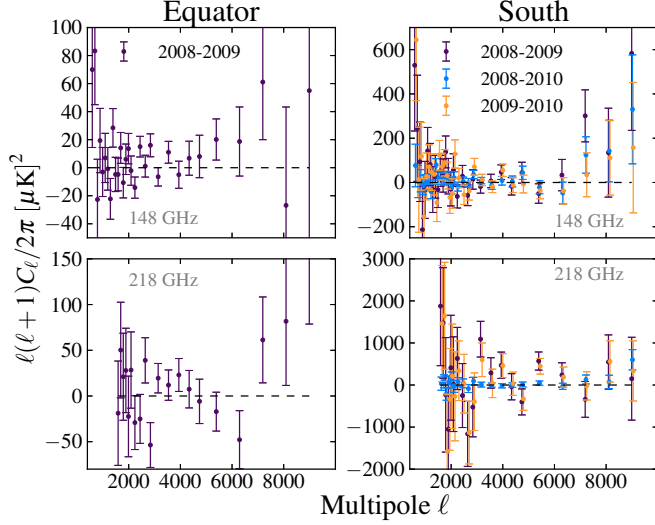 Equator
South
ℓ(ℓ+1)Cℓ/2π [μK]²
100
80
60
40
20
0
−20
−40
2008-2009
148 GHz
600
400
200
0
−200
2008-2009
2008-2010
2009-2010
148 GHz
150
100
50
0
−50
218 GHz
2000 4000 6000 8000
3000
2000
1000
0
−1000
−2000
218 GHz
2000 4000 6000 8000
Multipole ℓ